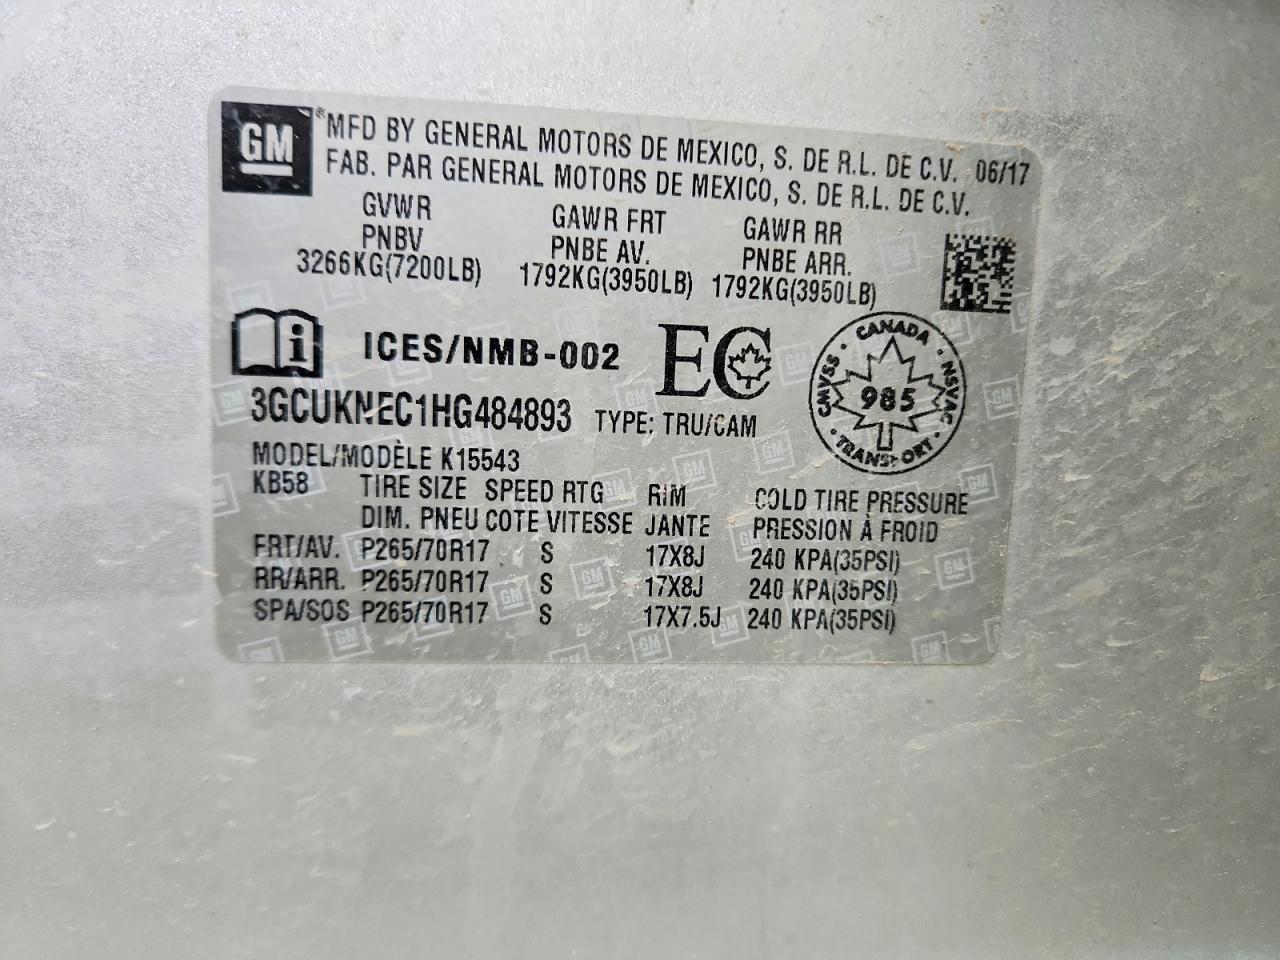 GM ® MFD BY GENERAL MOTORS DE MEXICO, S. DE R.L. DE C.V. 06/17
FAB. PAR GENERAL MOTORS DE MEXICO, S. DE R.L. DE C.V.
GVWR GAWR FRT GAWR RR
PNBV PNBE AV. PNBE ARR.
3266KG(7200LB) 1792KG(3950LB) 1792KG(3950LB)
i ICES/NMB-002 EC
CANADA
CMVSS · 985 · NSVAC
· TRANSPORT ·
3GCUKNEC1HG484893 TYPE: TRU/CAM
MODEL/MODÈLE K15543
KB58 TIRE SIZE SPEED RTG RIM COLD TIRE PRESSURE
DIM. PNEU COTE VITESSE JANTE PRESSION À FROID
FRT/AV. P265/70R17 S 17X8J 240 KPA(35PSI)
RR/ARR. P265/70R17 S 17X8J 240 KPA(35PSI)
SPA/SOS P265/70R17 S 17X7.5J 240 KPA(35PSI)